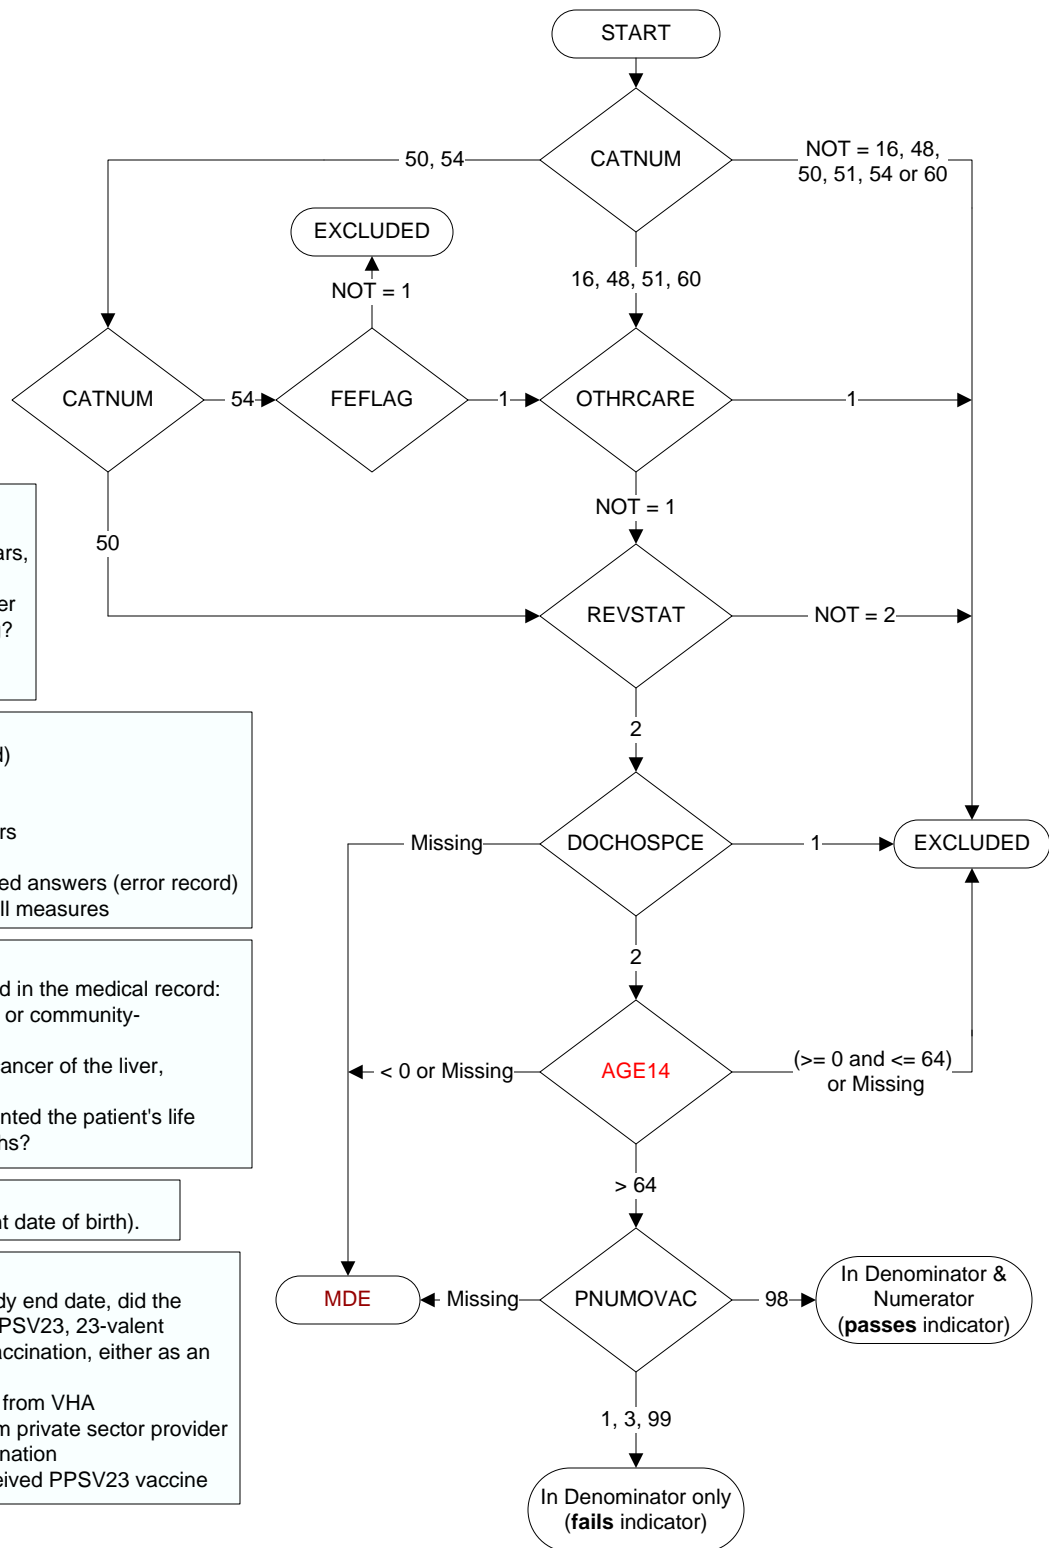 START
CATNUM
50, 54
NOT = 16, 48,
50, 51, 54 or 60
EXCLUDED
NOT = 1
16, 48, 51, 60
CATNUM
54
FEFLAG
1
OTHRCARE
1
NOT = 1
50
REVSTAT
NOT = 2
2
DOCHOSPCE
Missing
1
EXCLUDED
2
AGE14
< 0 or Missing
(>= 0 and <= 64)
or Missing
> 64
PNUMOVAC
Missing
MDE
98
In Denominator &
Numerator
(passes indicator)
1, 3, 99
In Denominator only
(fails indicator)
ed answers (error record)
ll measures
d in the medical record:
or community-
ancer of the liver,
nted the patient's life
hs?
nt date of birth).
dy end date, did the
PSV23, 23-valent
accination, either as an
from VHA
m private sector provider
nation
eived PPSV23 vaccine